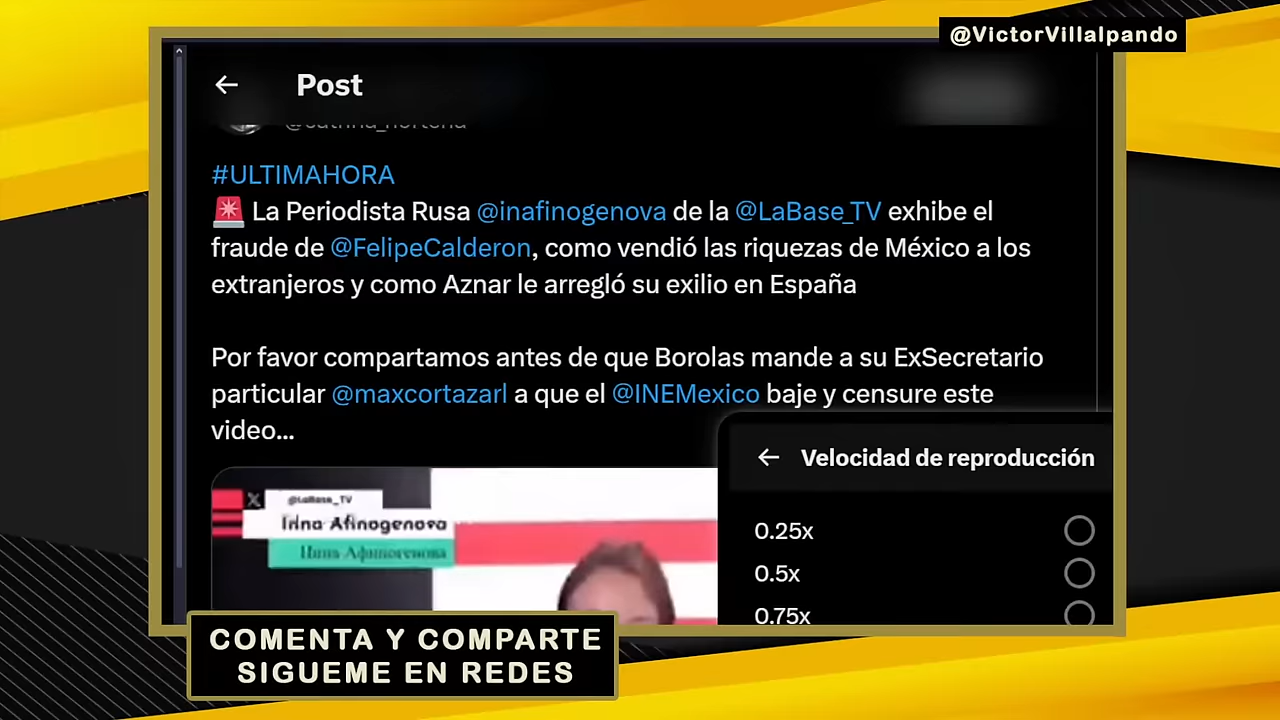 @VictorVillalpando
Post
#ULTIMAHORA
🚨 La Periodista Rusa @inafinogenova de la @LaBase_TV exhibe el
fraude de @FelipeCalderon, como vendió las riquezas de México a los
extranjeros y como Aznar le arregló su exilio en España
Por favor compartamos antes de que Borolas mande a su ExSecretario
particular @maxcortazarl a que el @INEMexico baje y censure este
video...
Velocidad de reproducción
0.25x
0.5x
0.75x
@LaBase_TV
Irina Afinogenova
Ирина Афиногенова
COMENTA Y COMPARTE
SIGUEME EN REDES